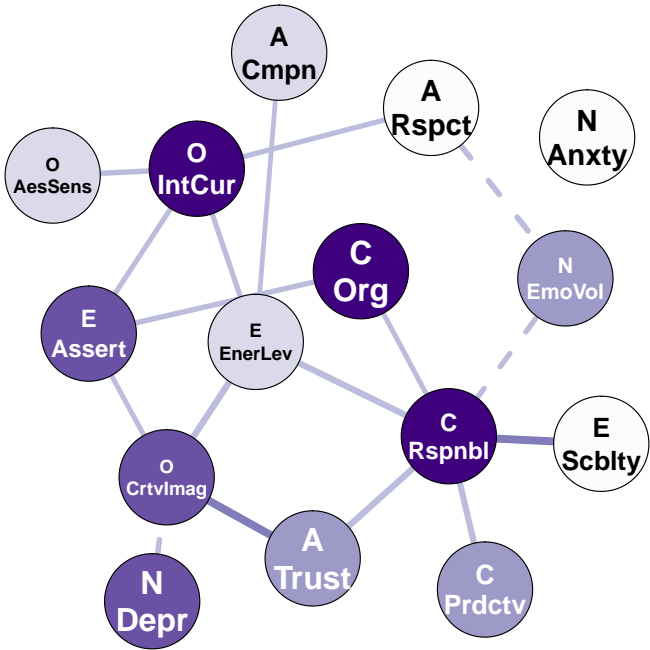 A
Cmpn
A
Rspct
N
Anxty
O
IntCur
O
AesSens
C
Org
N
EmoVol
E
Assert
E
EnerLev
C
Rspnbl
E
Scblty
O
CrtvImag
A
Trust
C
Prdctv
N
Depr